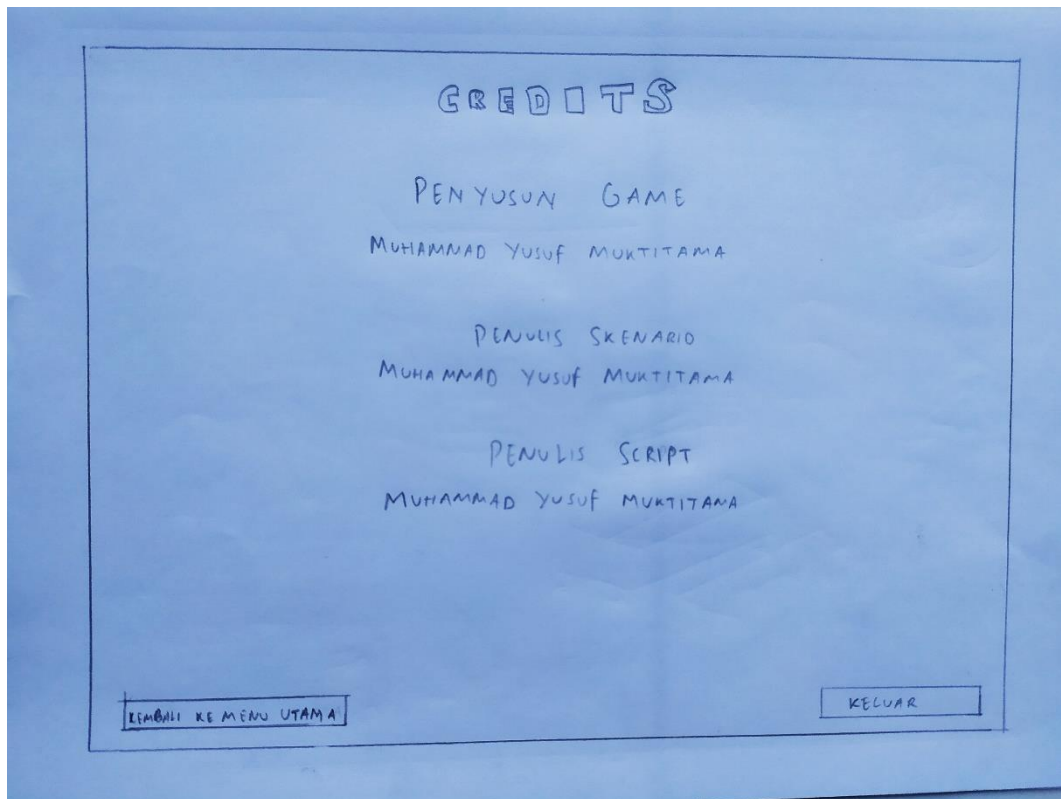 CREDITS
PENYUSUN GAME
MUHAMMAD YUSUF MUKTITAMA
PENULIS SKENARIO
MUHAMMAD YUSUF MUKTITAMA
PENULIS SCRIPT
MUHAMMAD YUSUF MUKTITAMA
KEMBALI KE MENU UTAMA
KELUAR